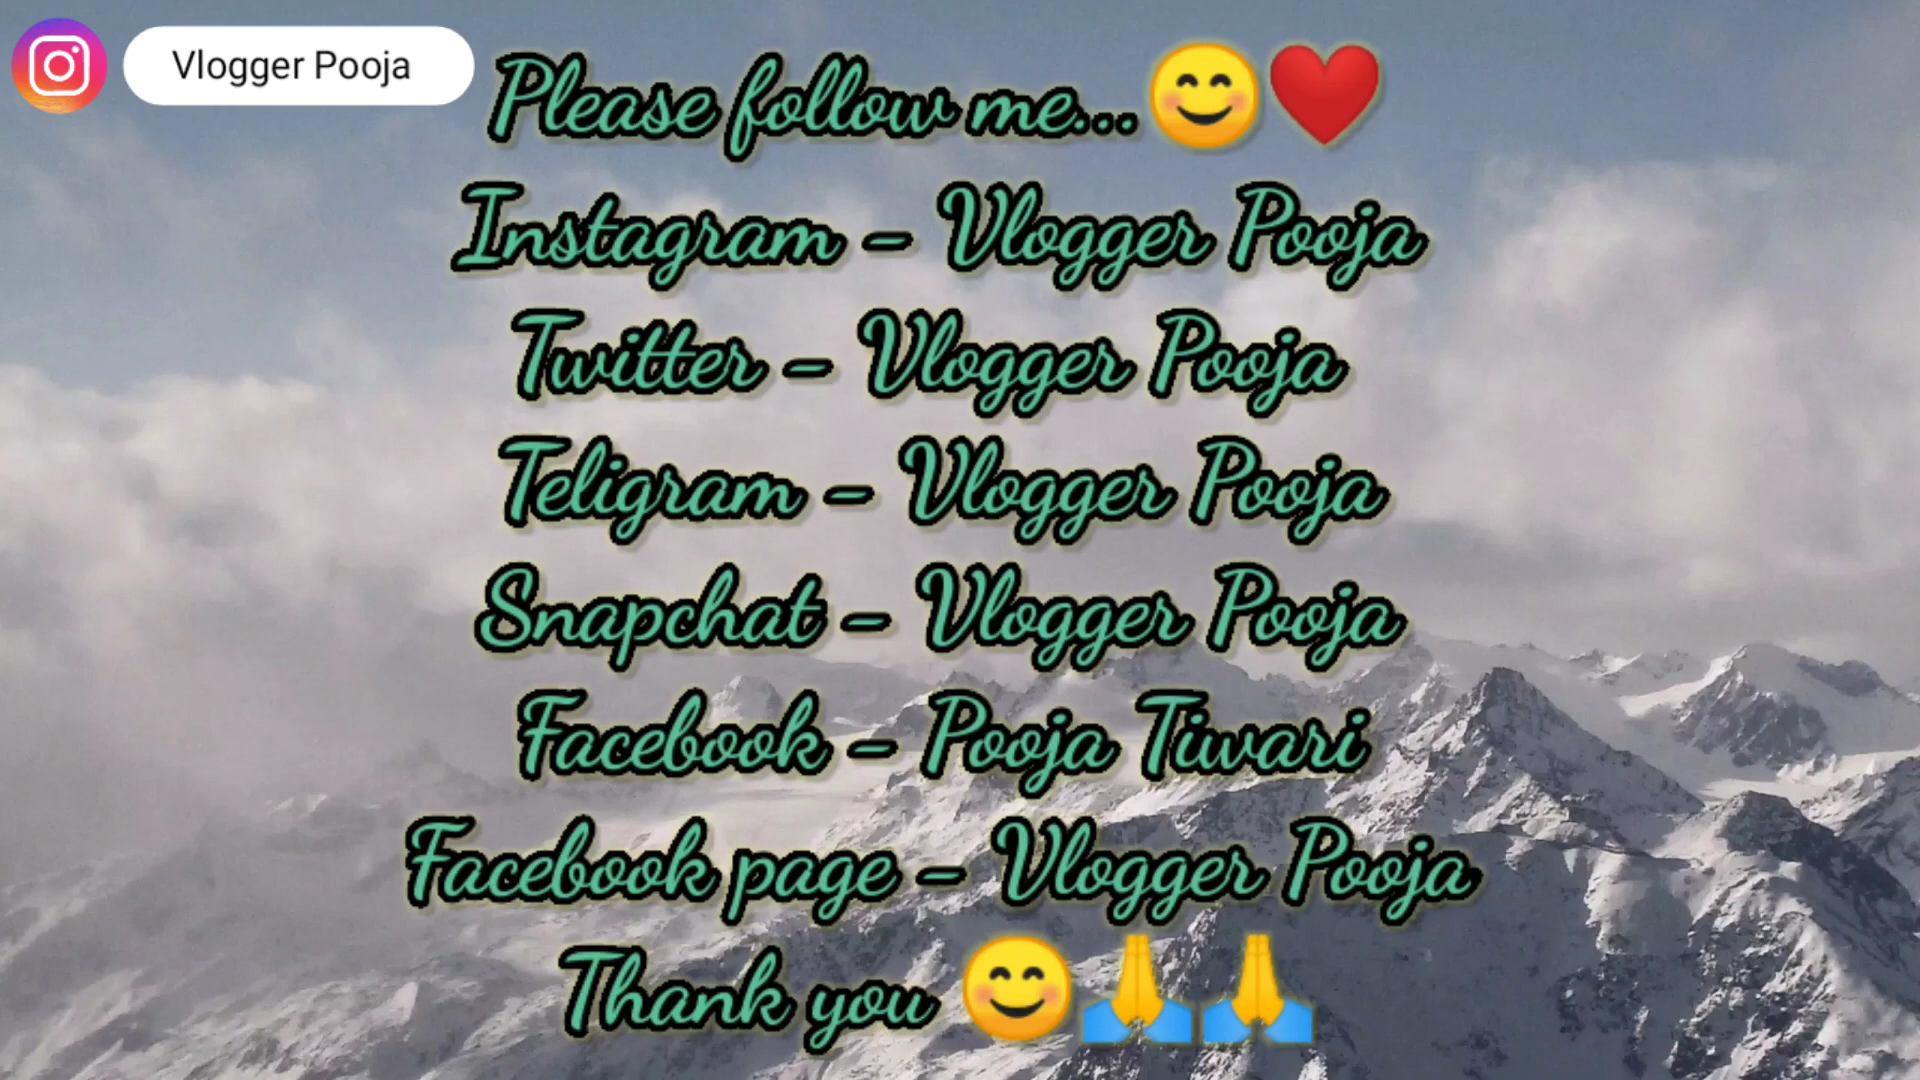 Vlogger Pooja
Please follow me...😊❤️
Instagram - Vlogger Pooja
Twitter - Vlogger Pooja
Teligram - Vlogger Pooja
Snapchat - Vlogger Pooja
Facebook - Pooja Tiwari
Facebook page - Vlogger Pooja
Thank you 😊🙏🙏